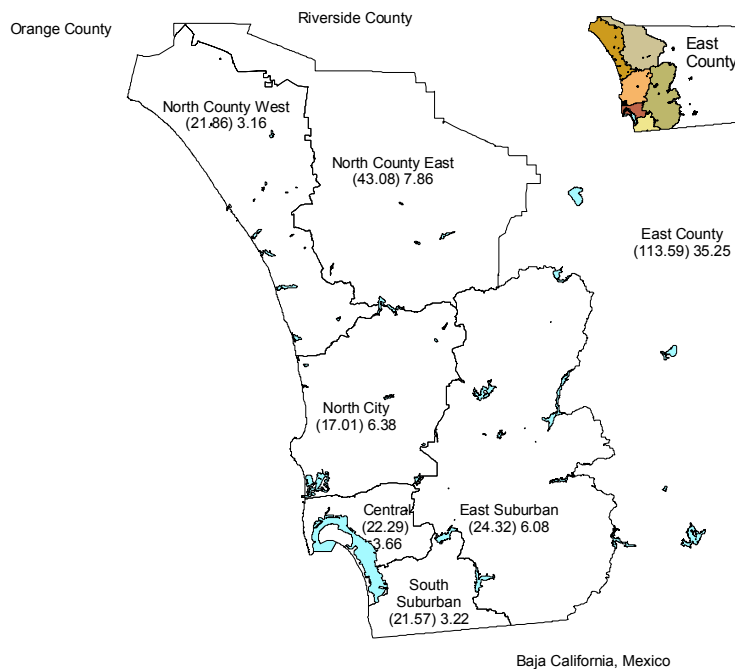 Riverside County
Orange County
East
County
North County West
(21.86) 3.16
North County East
(43.08) 7.86
East County
(113.59) 35.25
North City
(17.01) 6.38
Central
(22.29)
3.66
East Suburban
(24.32) 6.08
South
Suburban
(21.57) 3.22
Baja California, Mexico